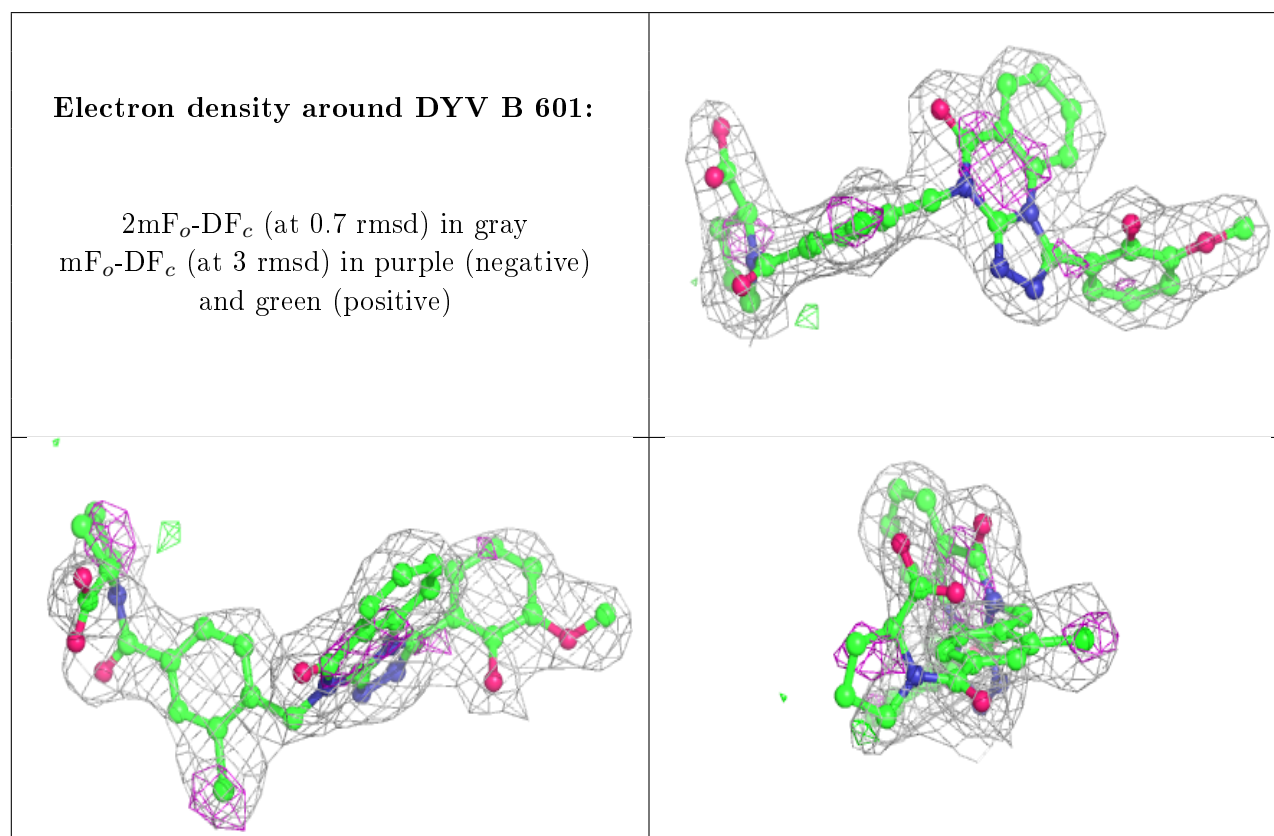 Electron density around DYV B 601:
2mFo-DFc (at 0.7 rmsd) in gray
mFo-DFc (at 3 rmsd) in purple (negative)
and green (positive)